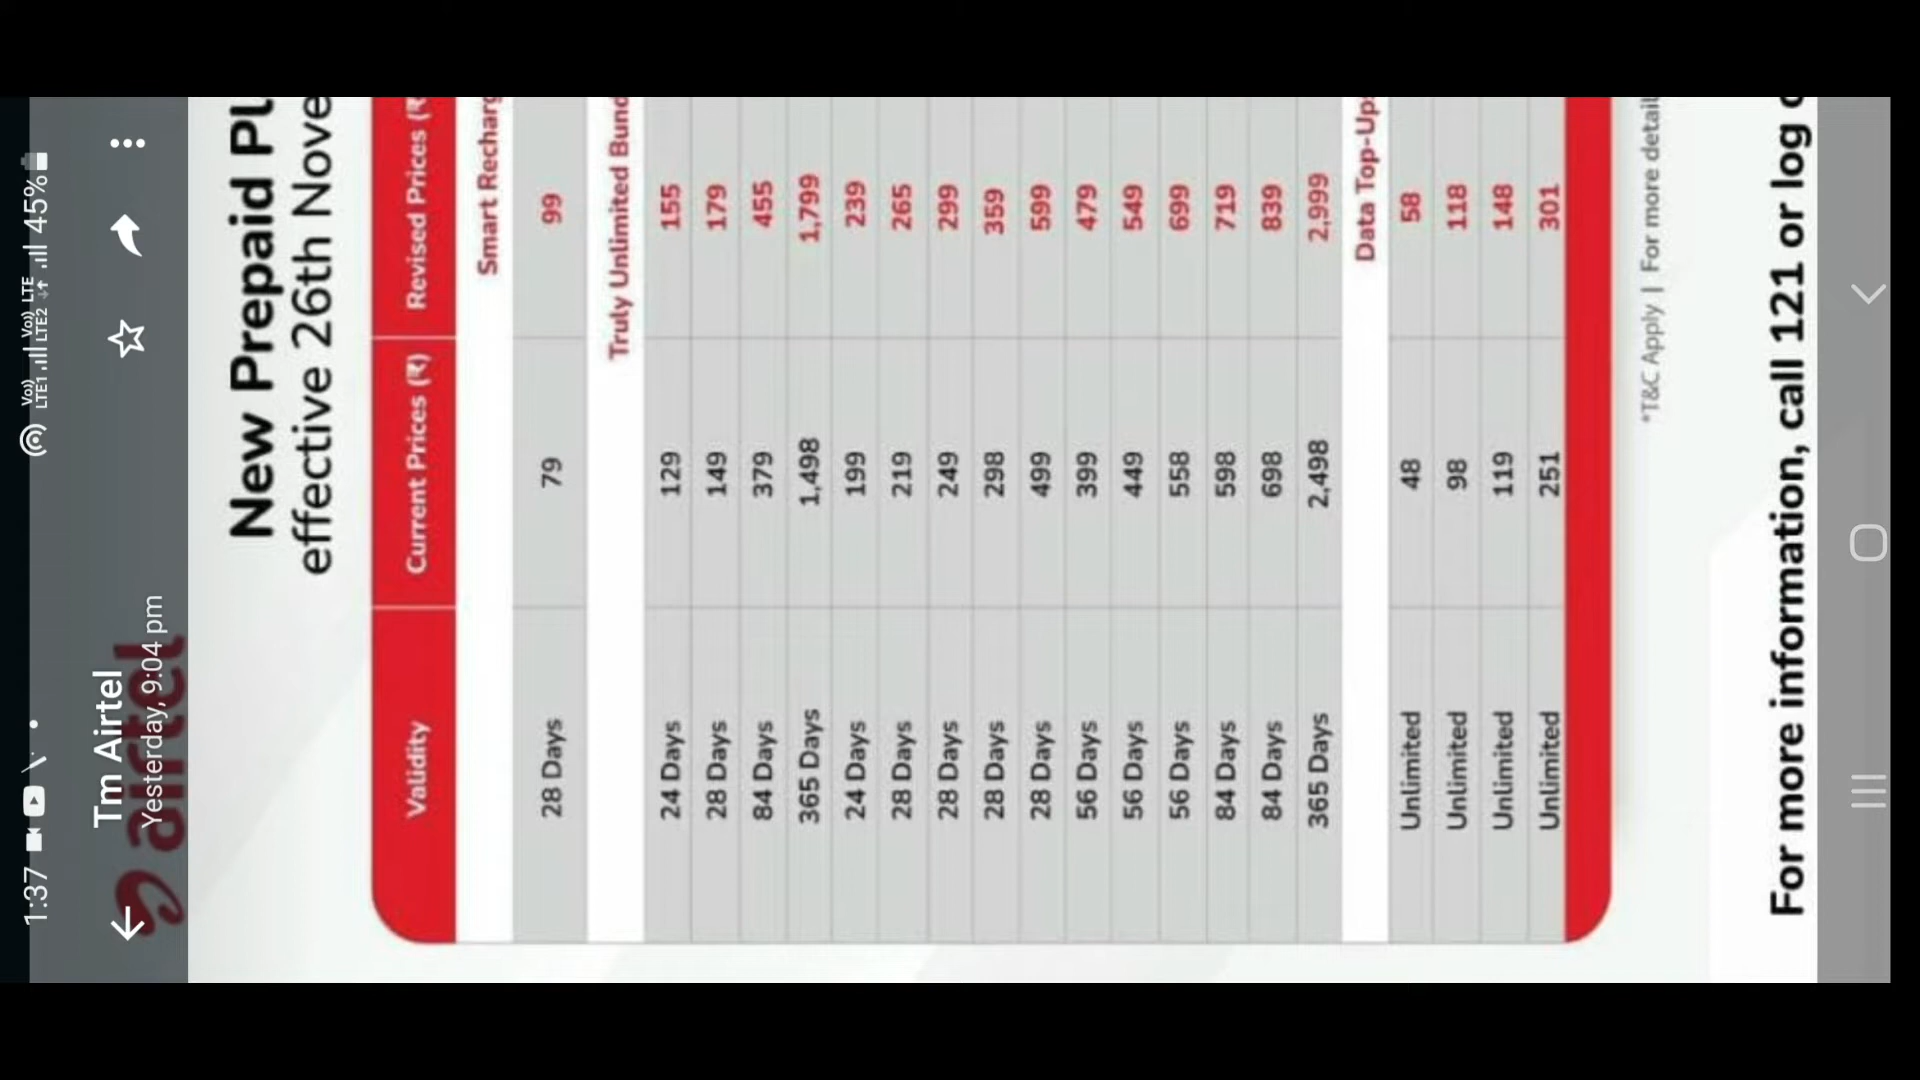 1:37 LTE1 Vo)) LTE2 Vo)) LTE 45%
Tm Airtel
Yesterday, 9:04 pm
airtel
New Prepaid
effective 26th
Validity Current Prices (₹) Revised Prices (₹
Smart
28 Days 79 99
Truly Unlimited
24 Days 129 155
28 Days 149 179
84 Days 379 455
365 Days 1,498 1,799
24 Days 199 239
28 Days 219 265
28 Days 249 299
28 Days 298 359
28 Days 499 599
56 Days 399 479
56 Days 449 549
56 Days 558 699
84 Days 598 719
84 Days 698 839
365 Days 2,498 2,999
Data Top-Ups
Unlimited 48 58
Unlimited 98 118
Unlimited 119 148
Unlimited 251 301
*T&C Apply | For more detail
For more information, call 121 or log